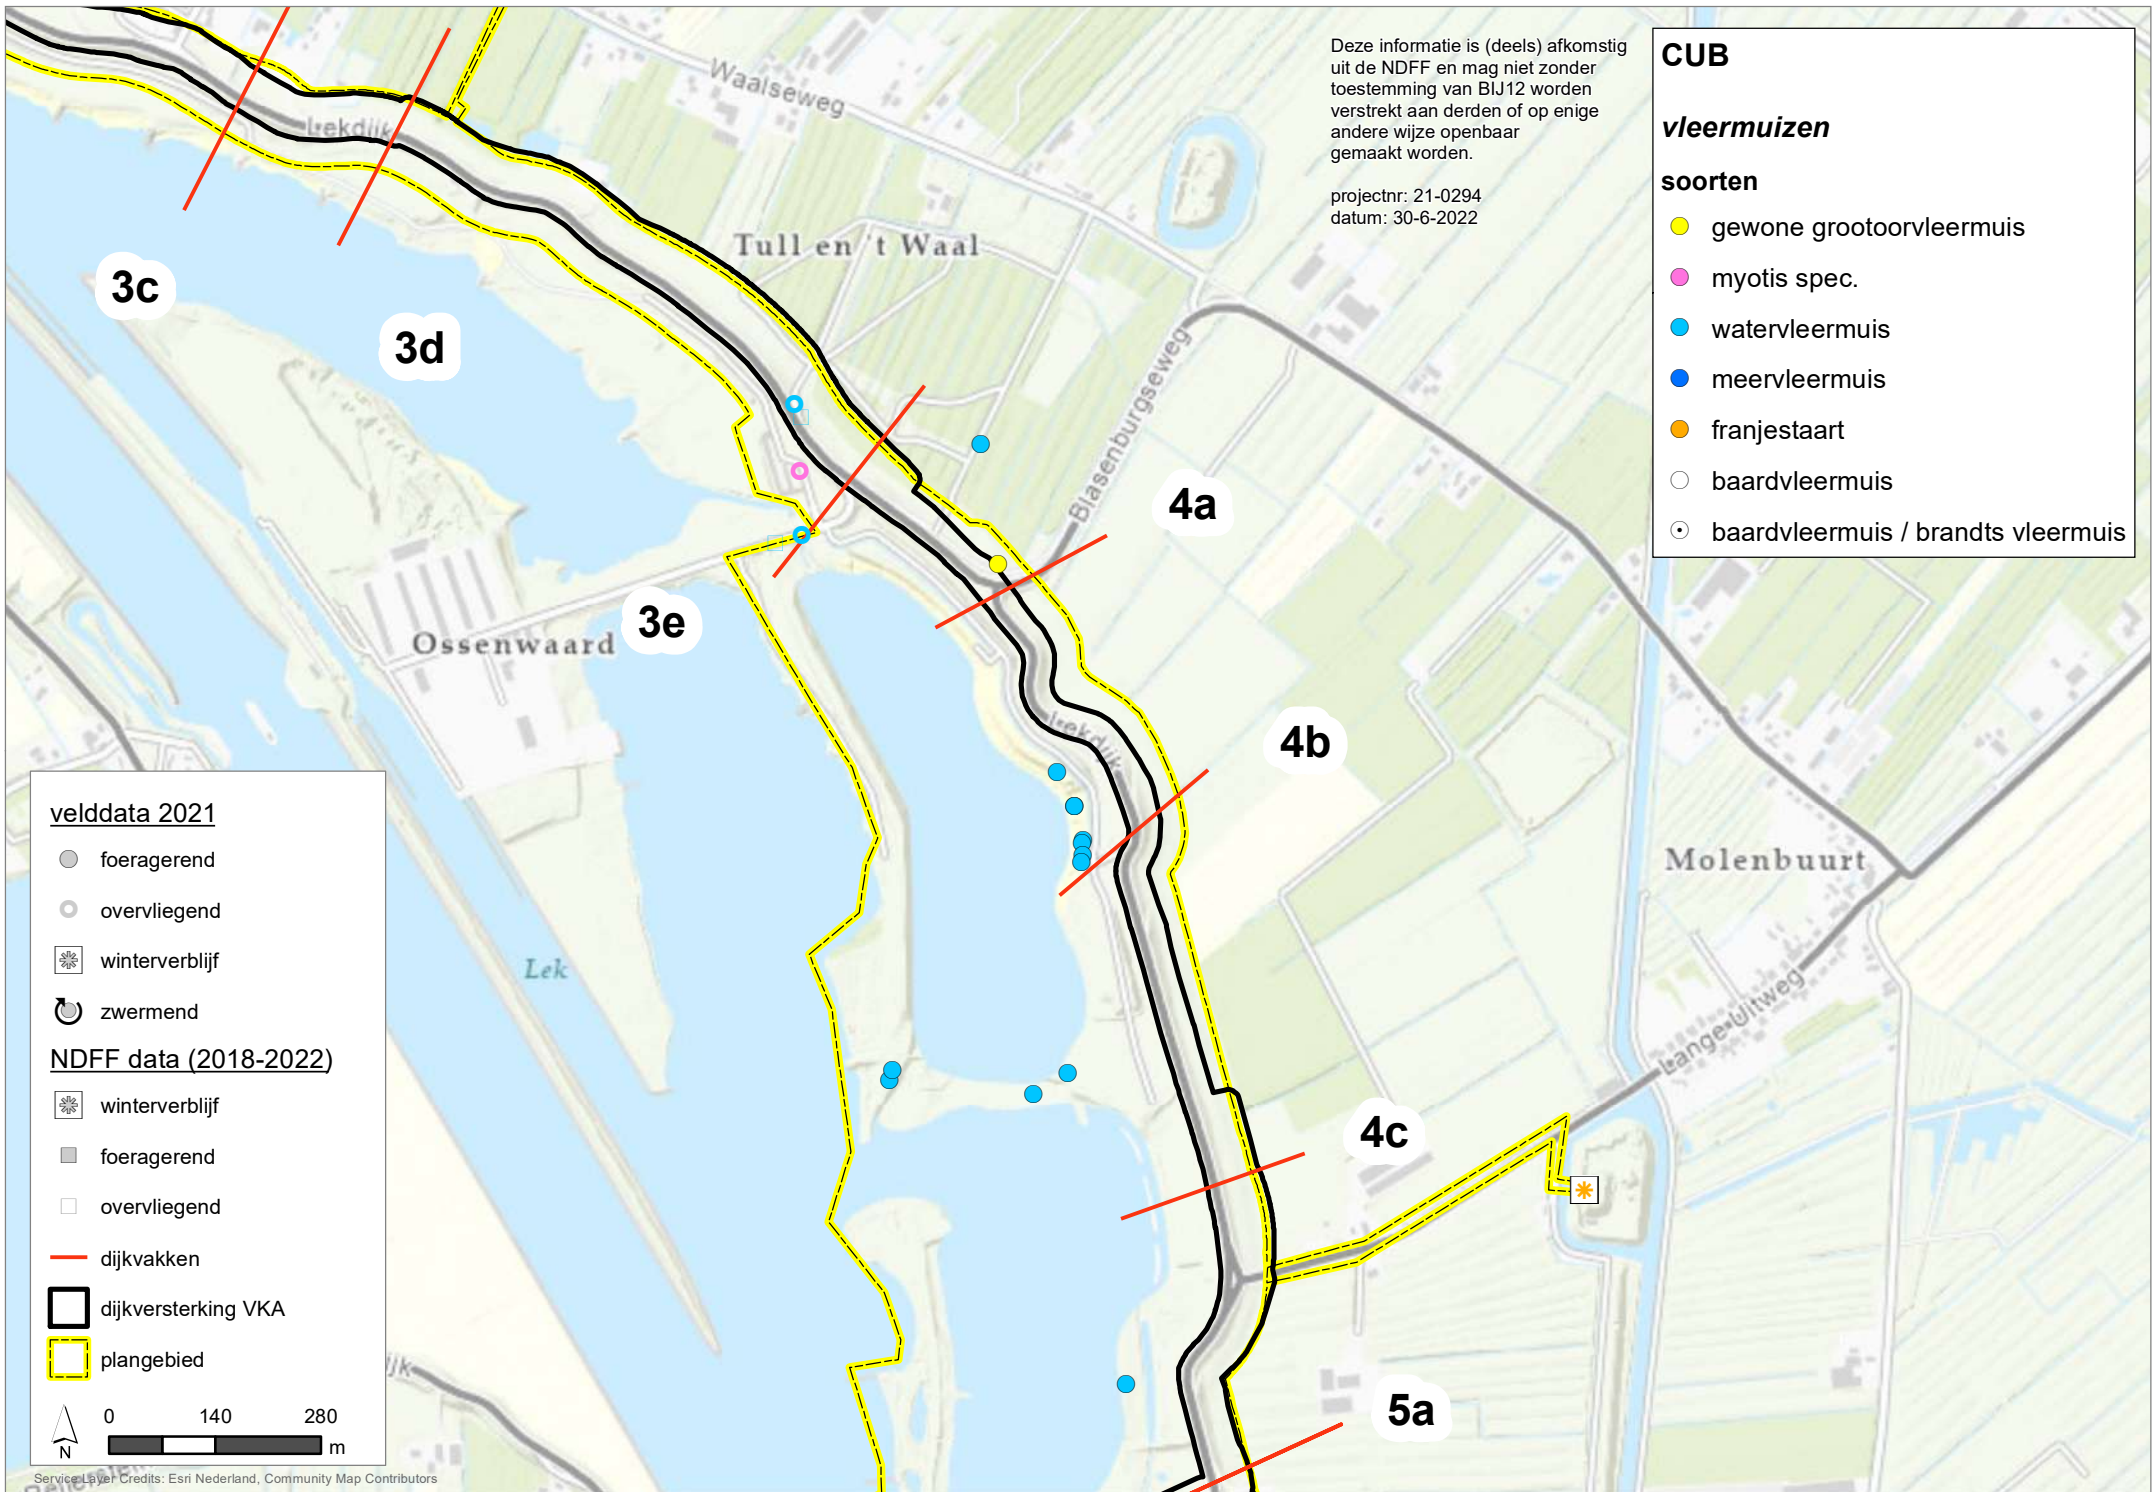 Deze informatie is (deels) afkomstig
uit de NDFF en mag niet zonder
toestemming van BIJ12 worden
verstrekt aan derden of op enige
andere wijze openbaar
gemaakt worden.
projectnr: 21-0294
datum: 30-6-2022
CUB
vleermuizen
soorten
gewone grootoorvleermuis
myotis spec.
watervleermuis
meervleermuis
franjestaart
baardvleermuis
baardvleermuis / brandts vleermuis
Waalseweg
Lekdijk
Tull en 't Waal
3c
3d
Blasenburgseweg
4a
3e
Ossenwaard
Lekdijk
4b
Molenbuurt
Lek
Lange Uitweg
4c
5a
velddata 2021
foeragerend
overvliegend
winterverblijf
zwermend
NDFF data (2018-2022)
winterverblijf
foeragerend
overvliegend
dijkvakken
dijkversterking VKA
plangebied
0 140 280
m
N
ijk
Service Layer Credits: Esri Nederland, Community Map Contributors